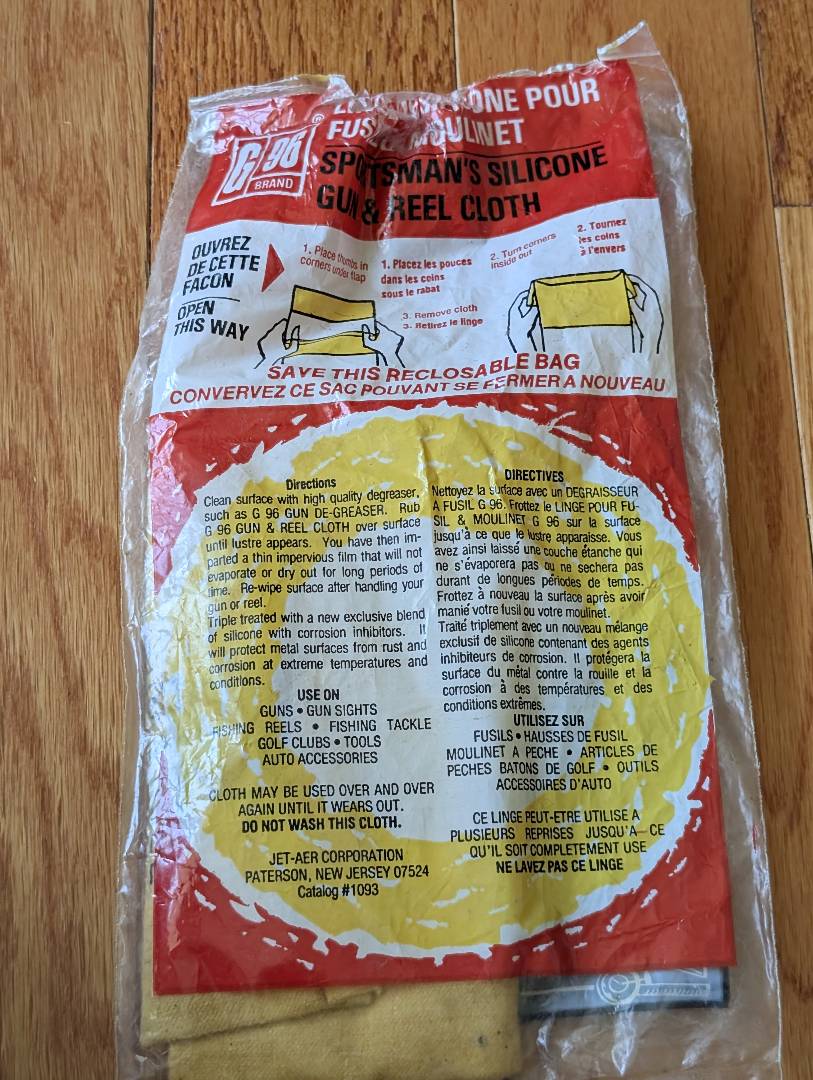 POUR
MOULINET
SPORTSMAN'S SILICONE
GUN & REEL CLOTH
G 96
BRAND
®
OUVREZ
DE CETTE
FACON
OPEN
THIS WAY
1. Place thumbs in
corners under flap
1. Placez les pouces
dans les coins
sous le rabat
2. Turn corners
inside out
2. Tournez
les coins
à l'envers
3. Remove cloth
3. Retirez le linge
SAVE THIS RECLOSABLE BAG
CONVERVEZ CE SAC POUVANT SE FERMER A NOUVEAU
Directions
Clean surface with high quality degreaser,
such as G 96 GUN DE-GREASER. Rub
G 96 GUN & REEL CLOTH over surface
until lustre appears. You have then im-
parted a thin impervious film that will not
evaporate or dry out for long periods of
time. Re-wipe surface after handling your
gun or reel.
Triple treated with a new exclusive blend
of silicone with corrosion inhibitors. It
will protect metal surfaces from rust and
corrosion at extreme temperatures and
conditions.
USE ON
GUNS • GUN SIGHTS
FISHING REELS • FISHING TACKLE
GOLF CLUBS • TOOLS
AUTO ACCESSORIES
CLOTH MAY BE USED OVER AND OVER
AGAIN UNTIL IT WEARS OUT.
DO NOT WASH THIS CLOTH.
JET-AER CORPORATION
PATERSON, NEW JERSEY 07524
Catalog #1093
DIRECTIVES
Nettoyez la surface avec un DEGRAISSEUR
A FUSIL G 96. Frottez le LINGE POUR FU-
SIL & MOULINET G 96 sur la surface
jusqu'à ce que le lustre apparaisse. Vous
avez ainsi laissé une couche étanche qui
ne s'évaporera pas ou ne sechera pas
durant de longues périodes de temps.
Frottez à nouveau la surface après avoir
manié votre fusil ou votre moulinet.
Traité triplement avec un nouveau mélange
exclusif de silicone contenant des agents
inhibiteurs de corrosion. Il protégera la
surface du métal contre la rouille et la
corrosion à des températures et des
conditions extrêmes.
UTILISEZ SUR
FUSILS • HAUSSES DE FUSIL
MOULINET A PECHE • ARTICLES DE
PECHES BATONS DE GOLF • OUTILS
ACCESSOIRES D'AUTO
CE LINGE PEUT-ETRE UTILISE A
PLUSIEURS REPRISES JUSQU'A CE
QU'IL SOIT COMPLETEMENT USE
NE LAVEZ PAS CE LINGE